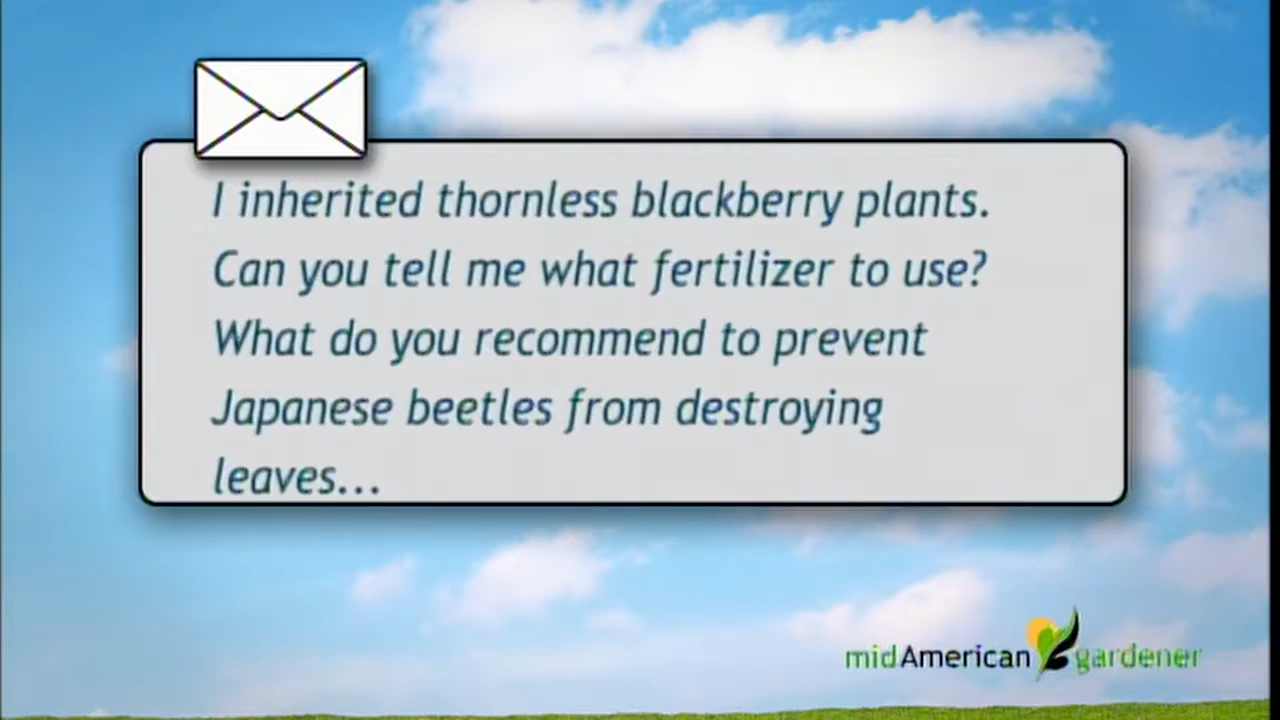 I inherited thornless blackberry plants.
Can you tell me what fertilizer to use?
What do you recommend to prevent
Japanese beetles from destroying
leaves...
midAmerican gardener